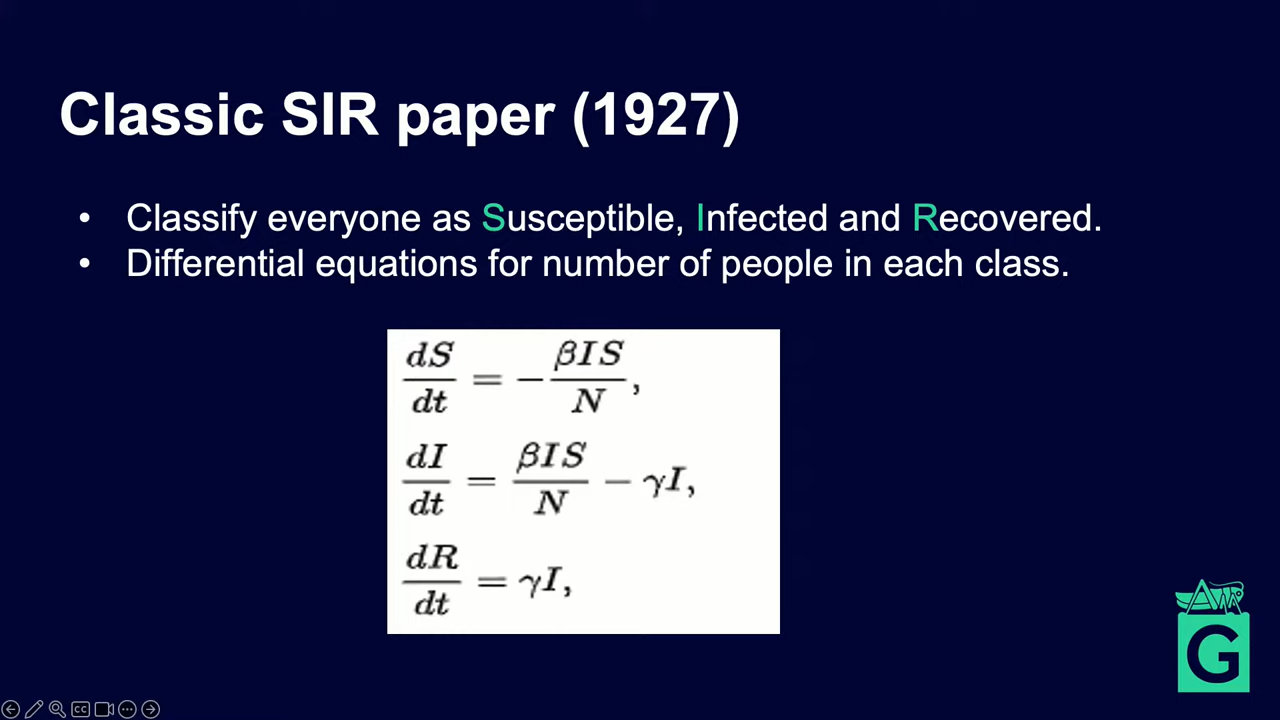 Classic SIR paper (1927)
• Classify everyone as Susceptible, Infected and Recovered.
• Differential equations for number of people in each class.
dS/dt = −βIS/N,
dI/dt = βIS/N − γI,
dR/dt = γI,
G
CC